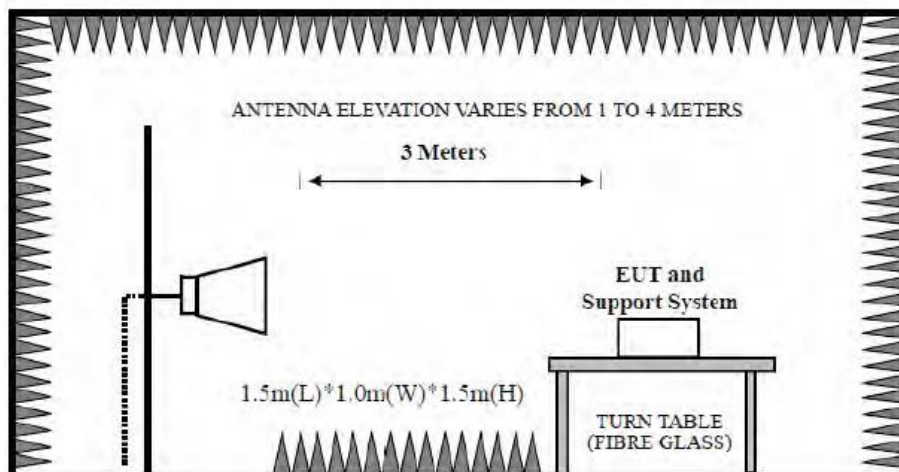 ANTENNA ELEVATION VARIES FROM 1 TO 4 METERS
3 Meters
EUT and
Support System
1.5m(L)*1.0m(W)*1.5m(H)
TURN TABLE
(FIBRE GLASS)